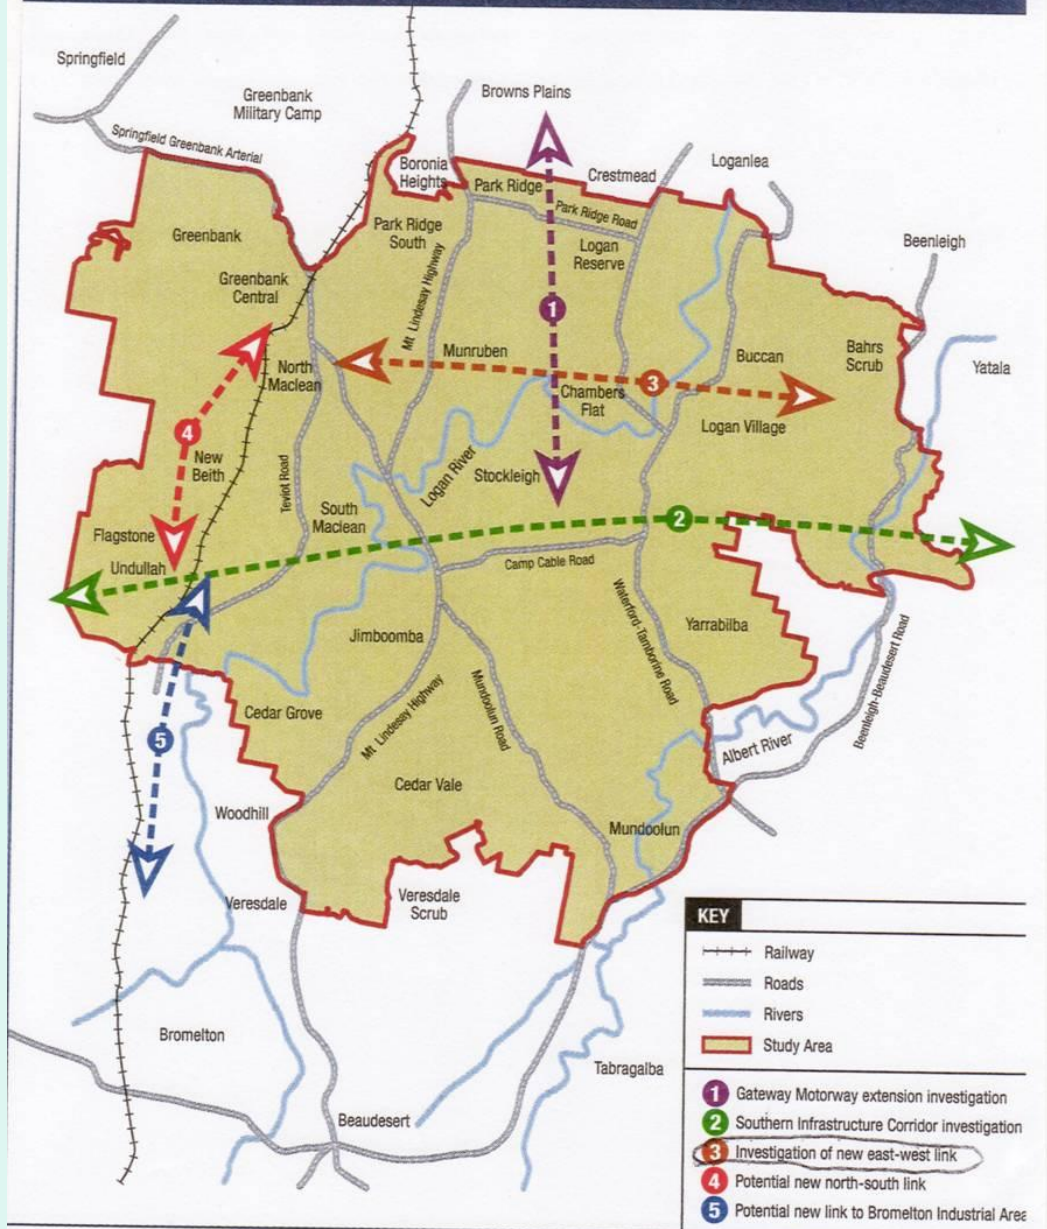 Springfield
Greenbank
Military Camp
Browns Plains
Springfield Greenbank Arterial
Boronia
Heights
Park Ridge
Crestmead
Loganlea
Park Ridge Road
Greenbank
Park Ridge
South
Logan
Reserve
Beenleigh
Greenbank
Central
Mt Lindesay Highway
1
Munruben
Buccan
Bahrs
Scrub
Yatala
North
Maclean
3
Chambers
Flat
Logan Village
4
New
Beith
Teviot Road
Logan River
Stockleigh
South
Maclean
2
Flagstone
Undullah
Camp Cable Road
Waterford-Tamborine Road
Yarrabilba
Jimboomba
Beenleigh-Beaudesert Road
Mundoolun Road
Cedar Grove
Mt Lindesay Highway
5
Albert River
Cedar Vale
Woodhill
Mundoolun
Veresdale
Veresdale
Scrub
KEY
Railway
Roads
Rivers
Study Area
Bromelton
Tabragalba
Beaudesert
1 Gateway Motorway extension investigation
2 Southern Infrastructure Corridor investigation
3 Investigation of new east-west link
4 Potential new north-south link
5 Potential new link to Bromelton Industrial Area